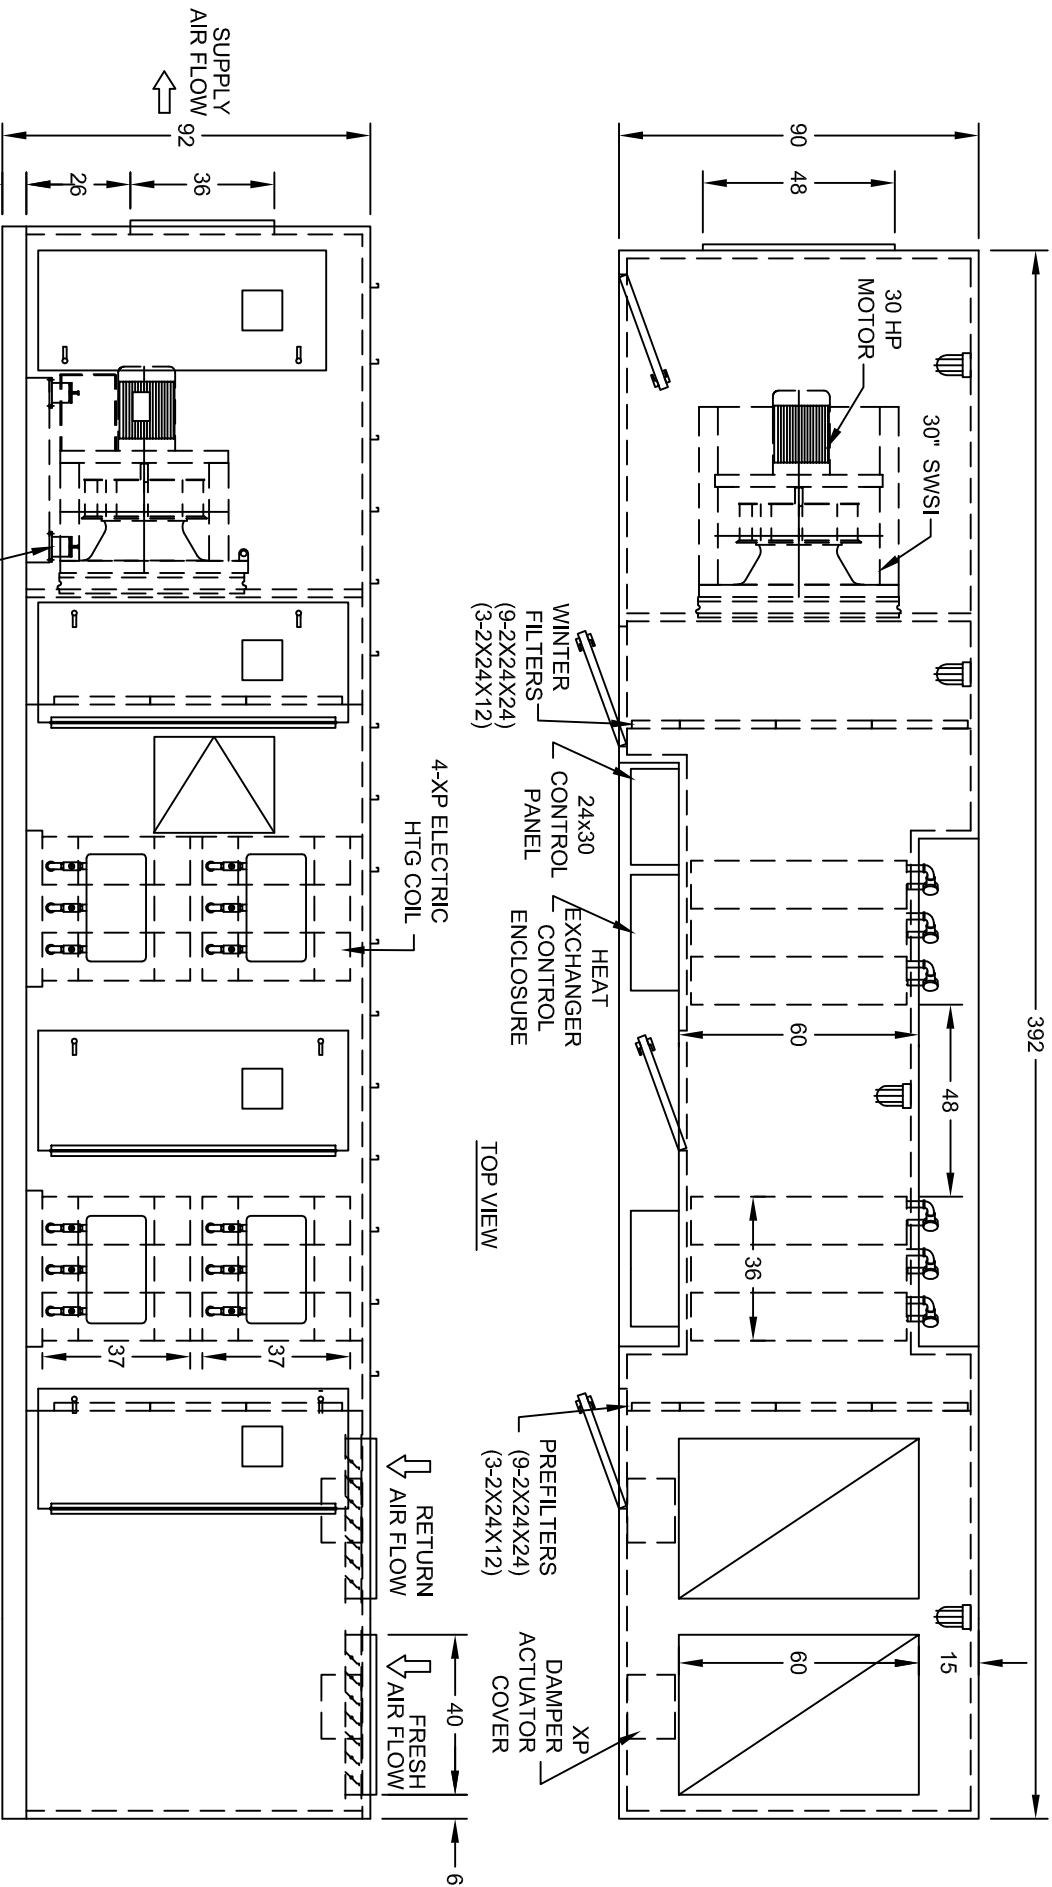 392
90
48
30 HP
MOTOR
30" SWSI
WINTER
FILTERS
(9-2X24X24)
(3-2X24X12)
24x30
CONTROL
PANEL
HEAT
EXCHANGER
CONTROL
ENCLOSURE
60
48
36
PREFILTERS
(9-2X24X24)
(3-2X24X12)
60
15
XP
DAMPER
ACTUATOR
COVER
TOP VIEW
SUPPLY
AIR FLOW
92
26
36
4-XP ELECTRIC
HTG COIL
37
37
RETURN
AIR FLOW
FRESH
AIR FLOW
40
6